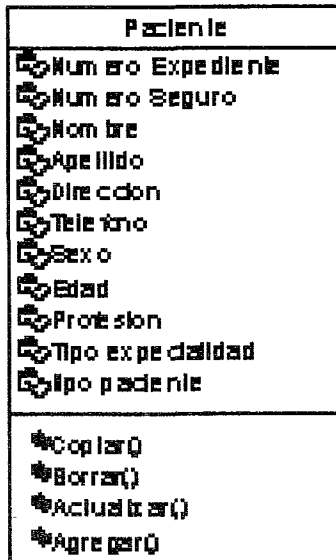 Paciente
Numero Expediente
Numero Seguro
Nombre
Apellido
Direccion
Telefono
Sexo
Edad
Profesion
Tipo expecialidad
tipo paciente
Copiar()
Borrar()
Actualizar()
Agregar()